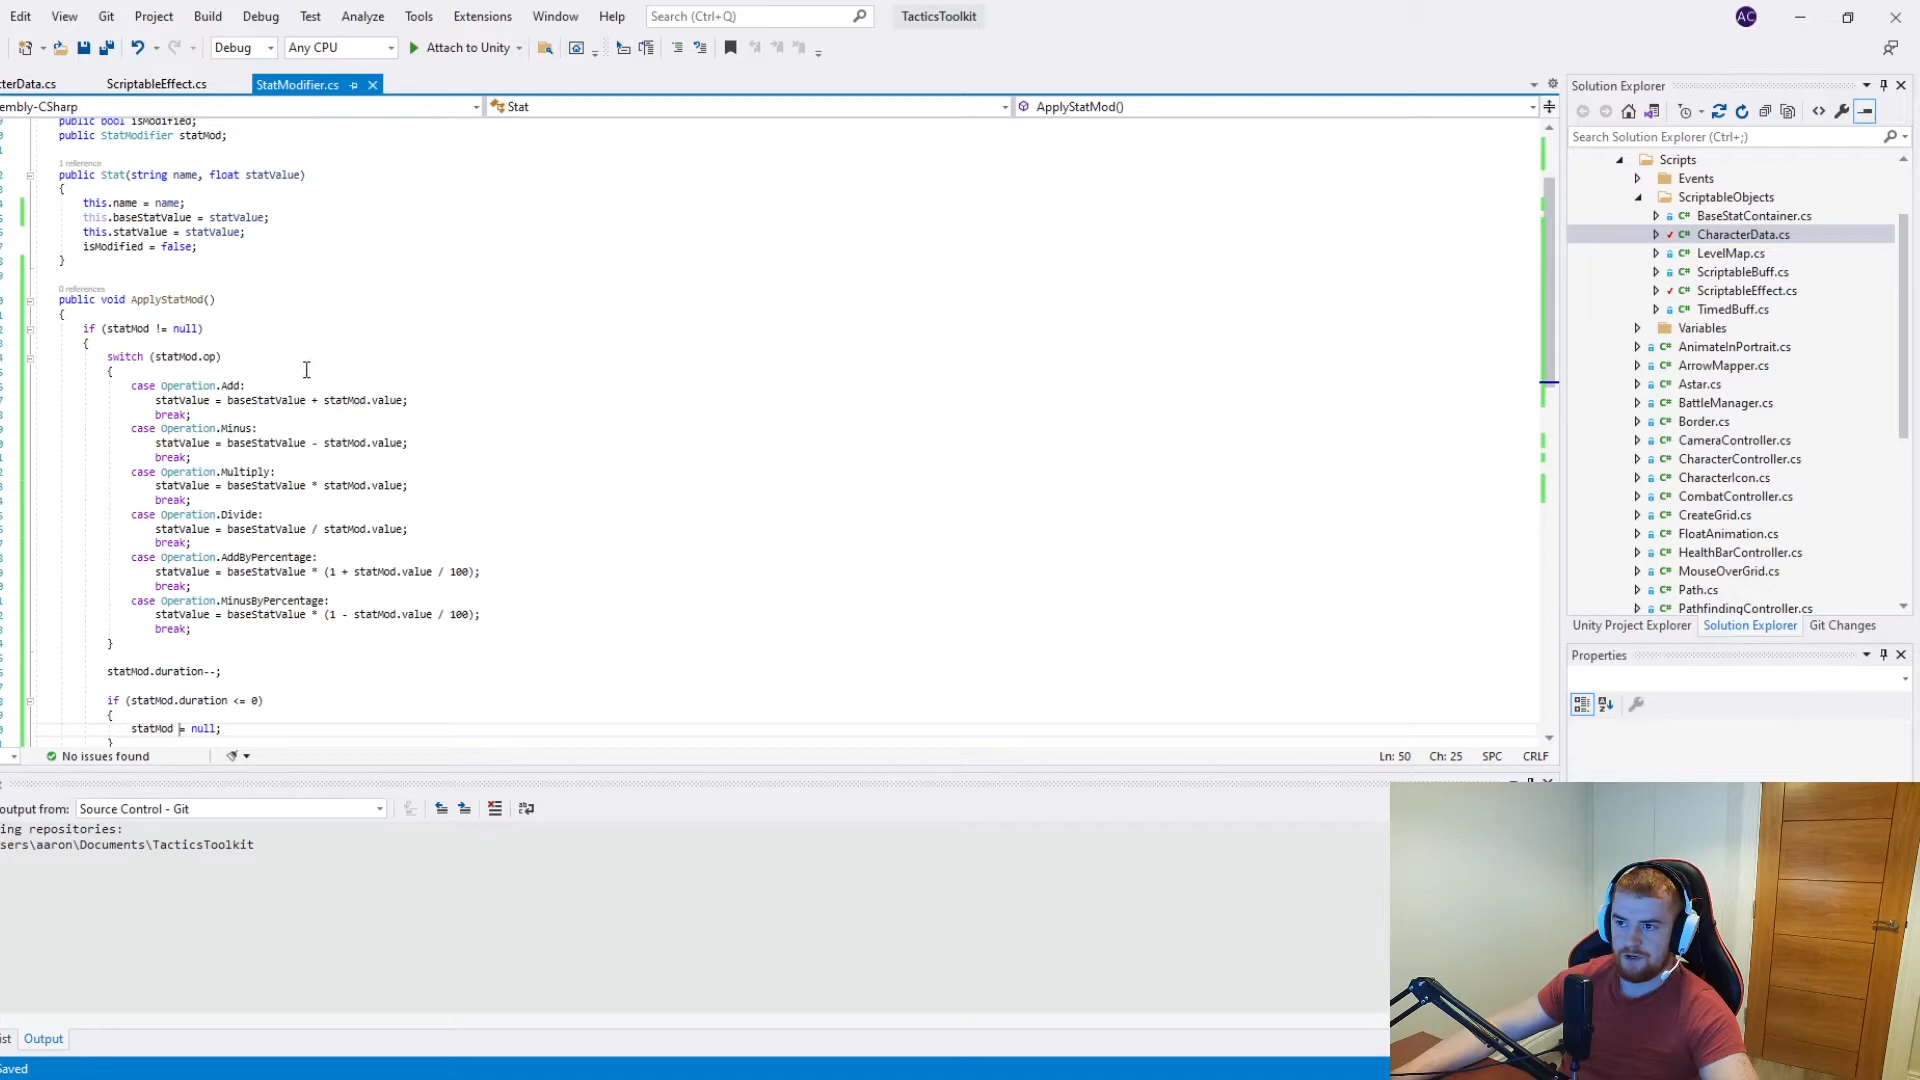 Edit View Git Project Build Debug Test Analyze Tools Extensions Window Help Search (Ctrl+Q) TacticsToolkit AC
Debug Any CPU Attach to Unity
cterData.cs ScriptableEffect.cs StatModifier.cs
embly-CSharp Stat ApplyStatMod()
public bool isModified;
public StatModifier statMod;
1 reference
public Stat(string name, float statValue)
{
this.name = name;
this.baseStatValue = statValue;
this.statValue = statValue;
isModified = false;
}
0 references
public void ApplyStatMod()
{
if (statMod != null)
{
switch (statMod.op)
{
case Operation.Add:
statValue = baseStatValue + statMod.value;
break;
case Operation.Minus:
statValue = baseStatValue - statMod.value;
break;
case Operation.Multiply:
statValue = baseStatValue * statMod.value;
break;
case Operation.Divide:
statValue = baseStatValue / statMod.value;
break;
case Operation.AddByPercentage:
statValue = baseStatValue * (1 + statMod.value / 100);
break;
case Operation.MinusByPercentage:
statValue = baseStatValue * (1 - statMod.value / 100);
break;
}
statMod.duration--;
if (statMod.duration <= 0)
{
statMod = null;
}
No issues found Ln: 50 Ch: 25 SPC CRLF
output from: Source Control - Git
ing repositories:
sers\aaron\Documents\TacticsToolkit
ist Output
Saved
Solution Explorer
Search Solution Explorer (Ctrl+;)
Scripts
Events
ScriptableObjects
C# BaseStatContainer.cs
C# CharacterData.cs
C# LevelMap.cs
C# ScriptableBuff.cs
C# ScriptableEffect.cs
C# TimedBuff.cs
Variables
C# AnimateInPortrait.cs
C# ArrowMapper.cs
C# Astar.cs
C# BattleManager.cs
C# Border.cs
C# CameraController.cs
C# CharacterController.cs
C# CharacterIcon.cs
C# CombatController.cs
C# CreateGrid.cs
C# FloatAnimation.cs
C# HealthBarController.cs
C# MouseOverGrid.cs
C# Path.cs
C# PathfindingController.cs
Unity Project Explorer Solution Explorer Git Changes
Properties